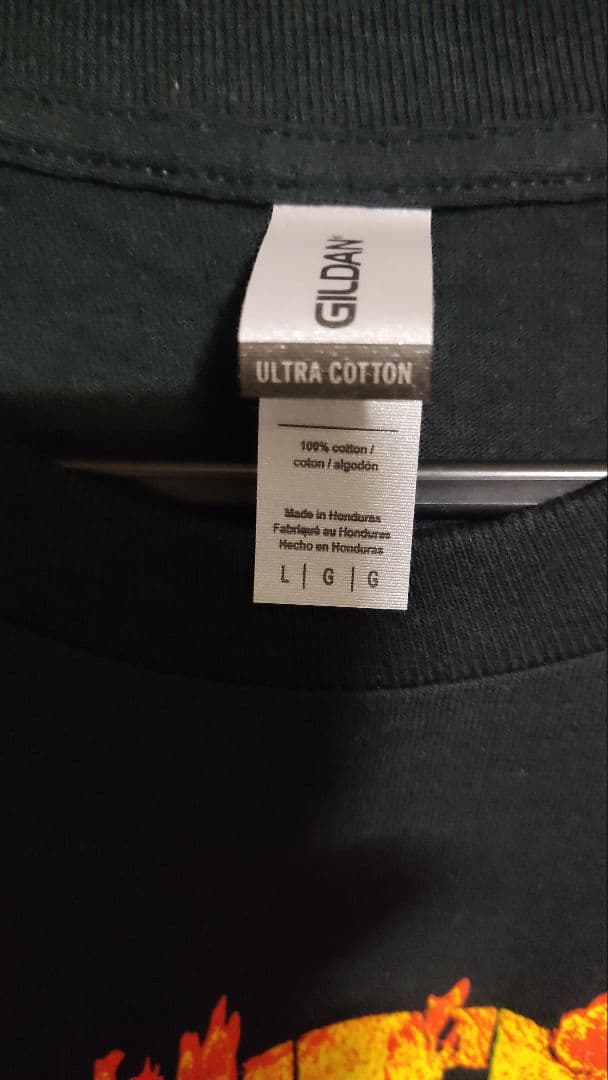 GILDAN®
ULTRA COTTON
100% cotton /
coton / algodón
Made in Honduras
Fabriqué au Honduras
Hecho en Honduras
L | G | G